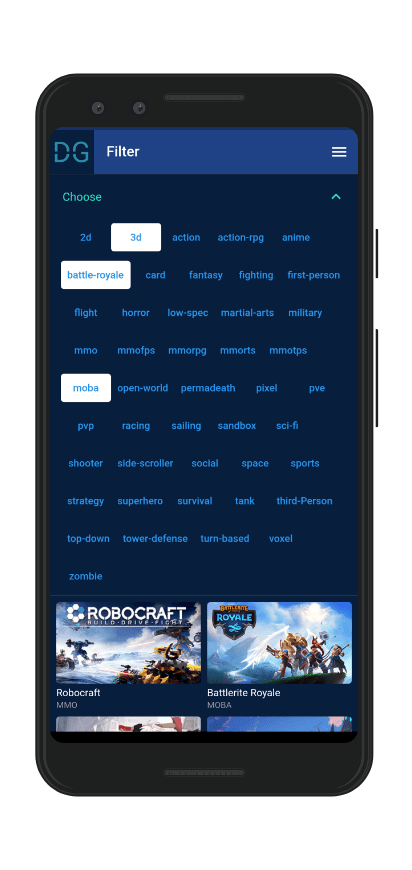 DG Filter
Choose
2d 3d action action-rpg anime
battle-royale card fantasy fighting first-person
flight horror low-spec martial-arts military
mmo mmofps mmorpg mmorts mmotps
moba open-world permadeath pixel pve
pvp racing sailing sandbox sci-fi
shooter side-scroller social space sports
strategy superhero survival tank third-Person
top-down tower-defense turn-based voxel
zombie
ROBOCRAFT
BUILD•DRIVE•FIGHT
BATTLERITE
ROYALE
Robocraft Battlerite Royale
MMO MOBA